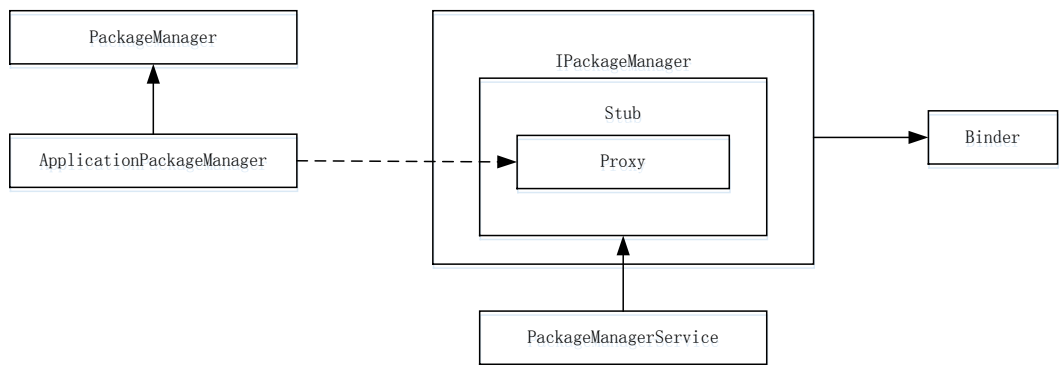 PackageManager
ApplicationPackageManager
IPackageManager
Stub
Proxy
Binder
PackageManagerService